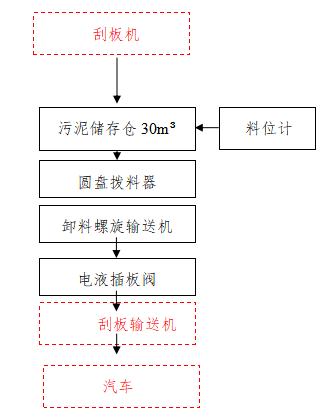 刮板机
污泥储存仓 30m³
料位计
圆盘拨料器
卸料螺旋输送机
电液插板阀
刮板输送机
汽车